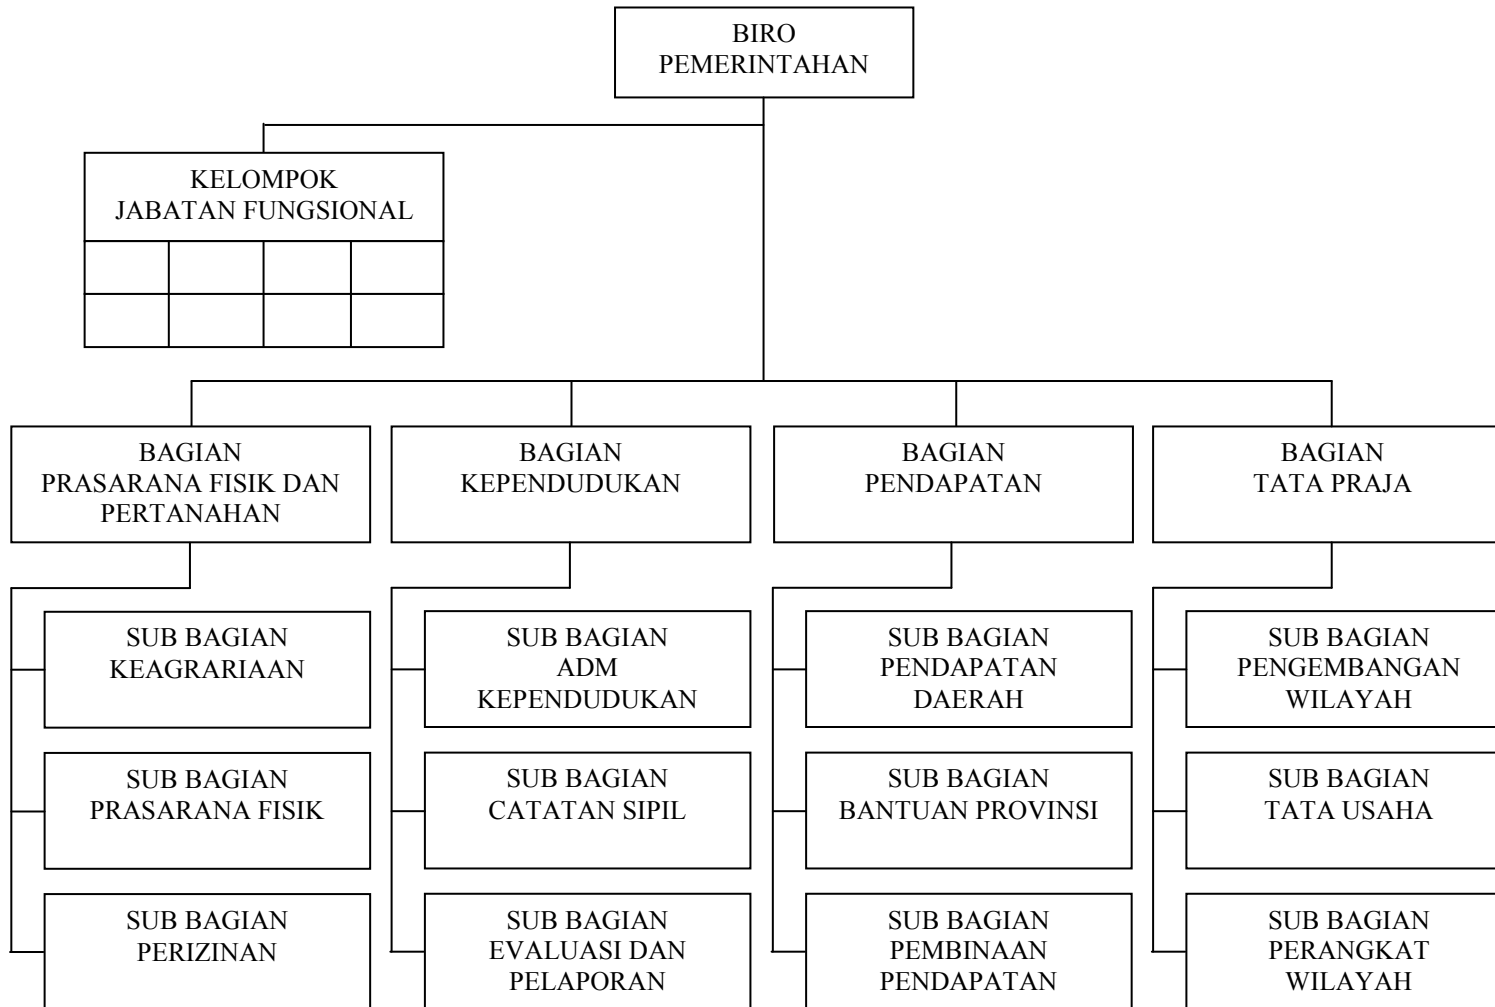 BIRO
PEMERINTAHAN
KELOMPOK
JABATAN FUNGSIONAL
BAGIAN
PRASARANA FISIK DAN
PERTANAHAN
BAGIAN
KEPENDUDUKAN
BAGIAN
PENDAPATAN
BAGIAN
TATA PRAJA
SUB BAGIAN
KEAGRARIAAN
SUB BAGIAN
ADM
KEPENDUDUKAN
SUB BAGIAN
PENDAPATAN
DAERAH
SUB BAGIAN
PENGEMBANGAN
WILAYAH
SUB BAGIAN
PRASARANA FISIK
SUB BAGIAN
CATATAN SIPIL
SUB BAGIAN
BANTUAN PROVINSI
SUB BAGIAN
TATA USAHA
SUB BAGIAN
PERIZINAN
SUB BAGIAN
EVALUASI DAN
PELAPORAN
SUB BAGIAN
PEMBINAAN
PENDAPATAN
SUB BAGIAN
PERANGKAT
WILAYAH